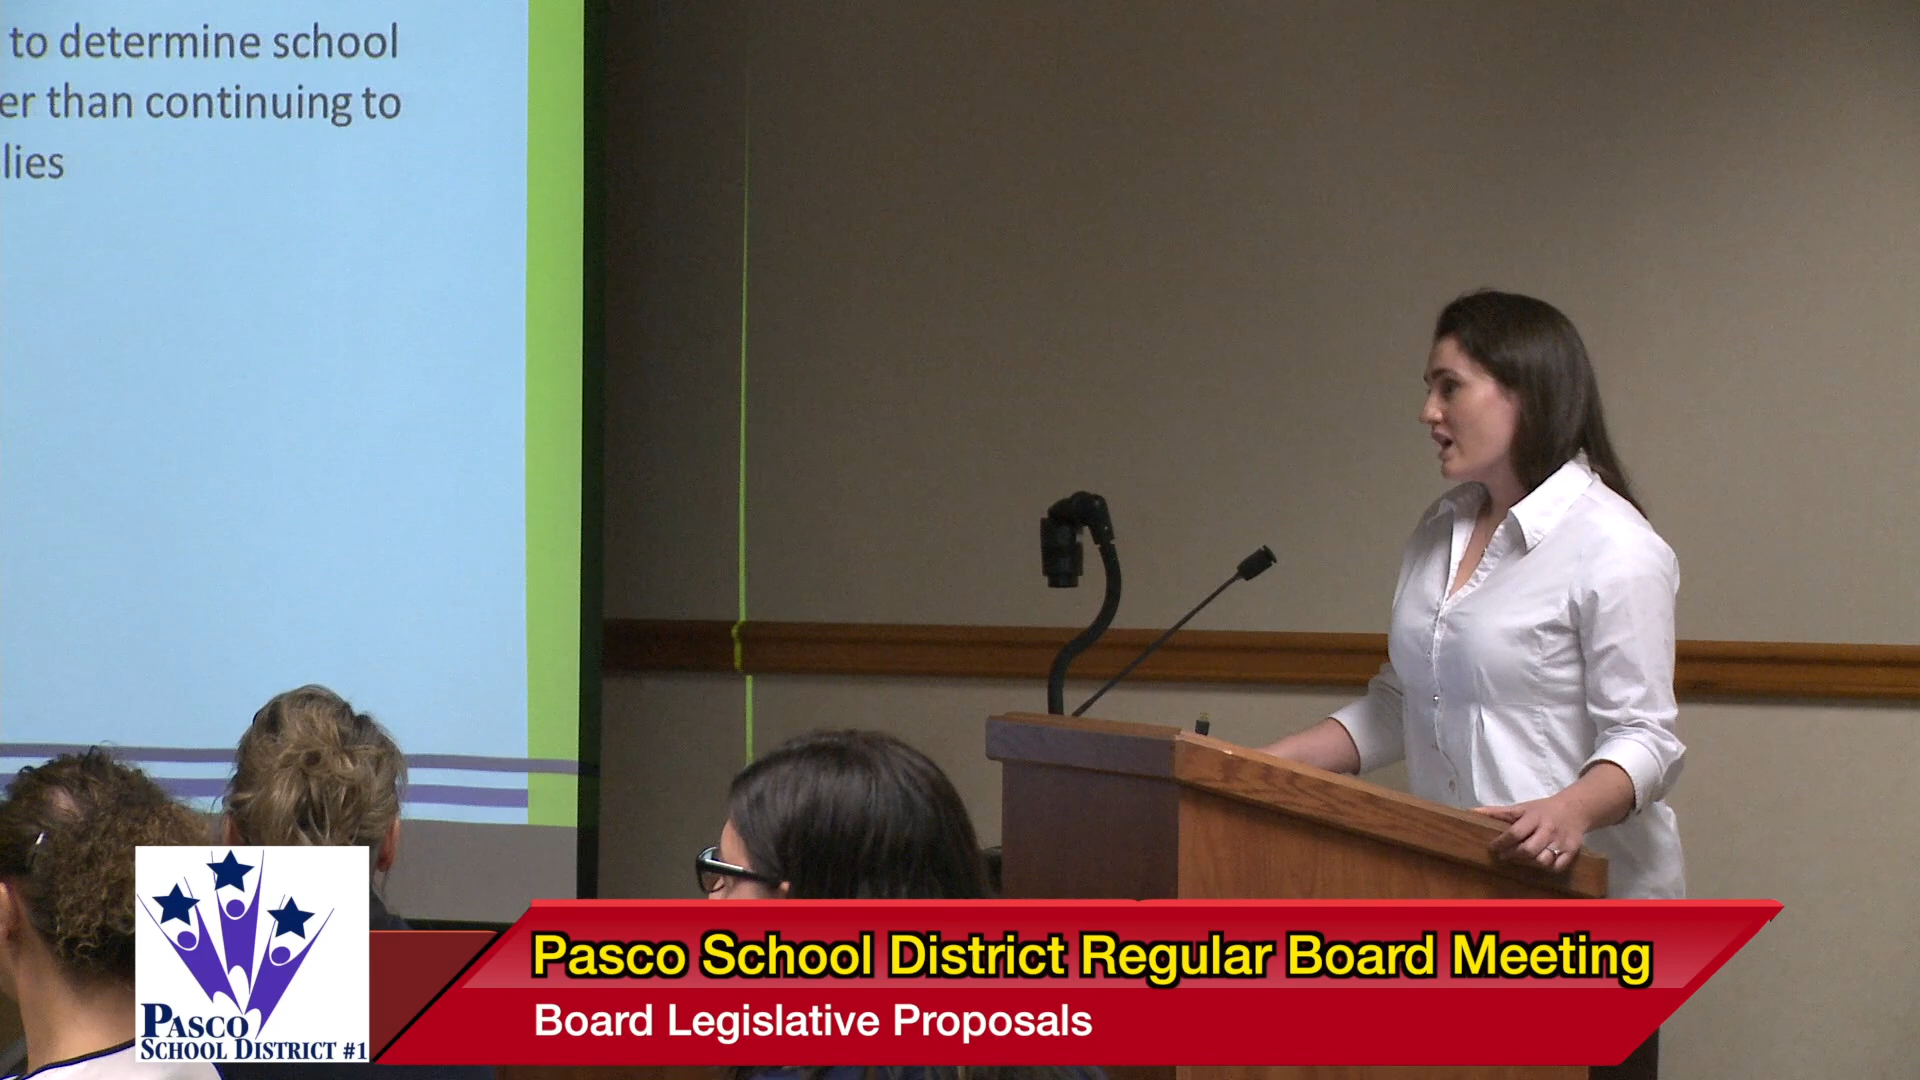 to determine school
er than continuing to
lies
Pasco School District Regular Board Meeting
Board Legislative Proposals
PASCO
SCHOOL DISTRICT #1